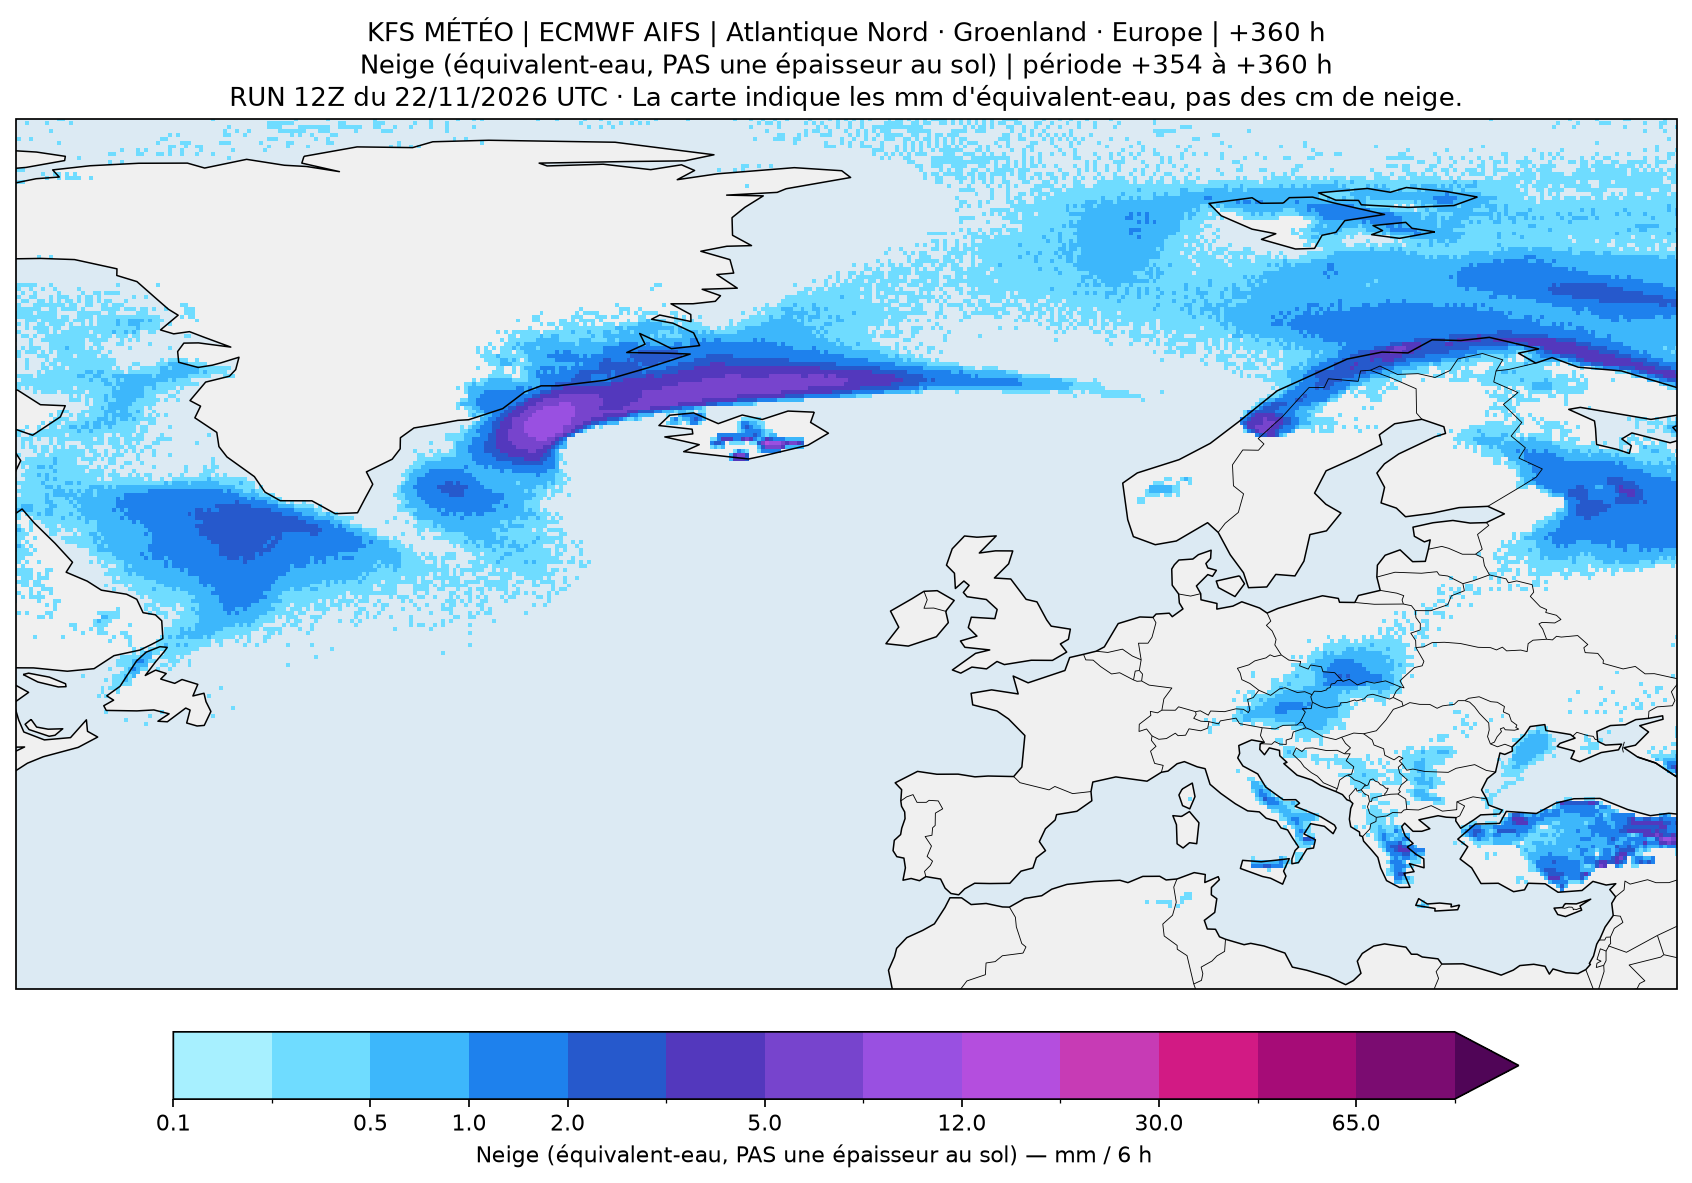 KFS MÉTÉO | ECMWF AIFS | Atlantique Nord · Groenland · Europe | +360 h
Neige (équivalent-eau, PAS une épaisseur au sol) | période +354 à +360 h
RUN 12Z du 22/11/2026 UTC · La carte indique les mm d'équivalent-eau, pas des cm de neige.
0.1 0.5 1.0 2.0 5.0 12.0 30.0 65.0
Neige (équivalent-eau, PAS une épaisseur au sol) — mm / 6 h